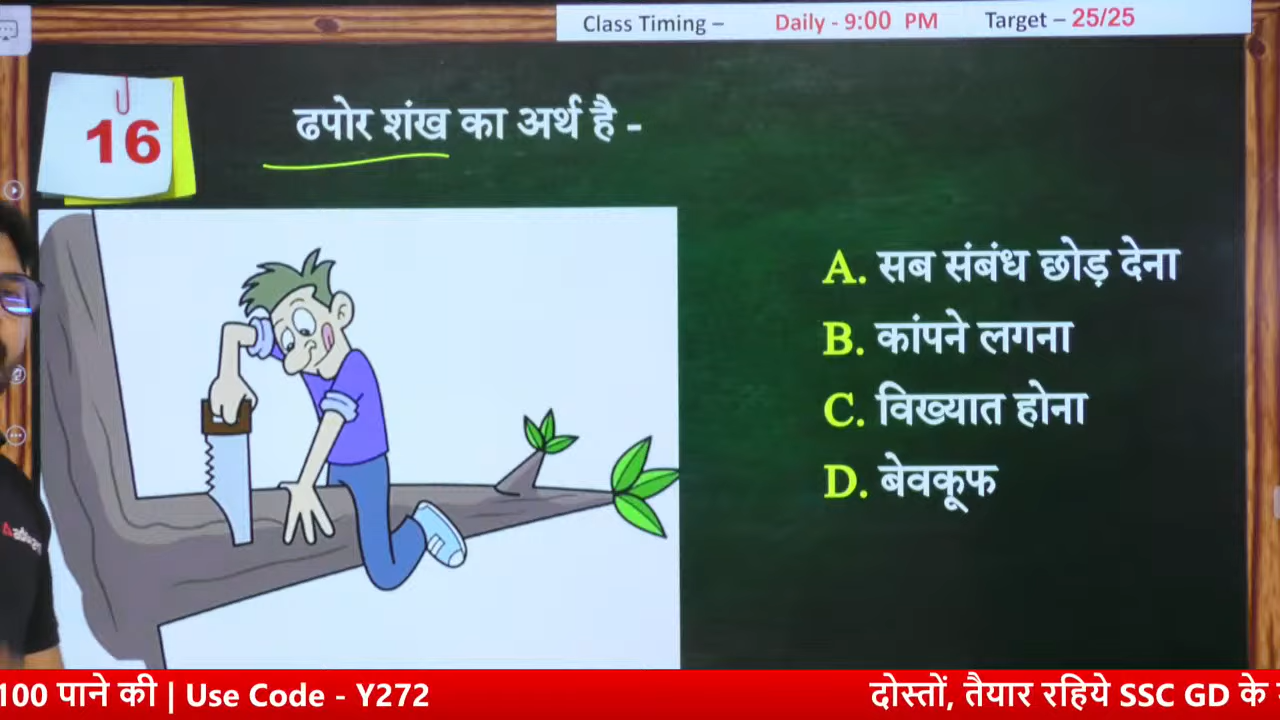 Class Timing – Daily - 9:00 PM Target – 25/25
16
ढपोर शंख का अर्थ है -
A. सब संबंध छोड़ देना
B. कांपने लगना
C. विख्यात होना
D. बेवकूफ
100 पाने की | Use Code - Y272
दोस्तों, तैयार रहिये SSC GD के